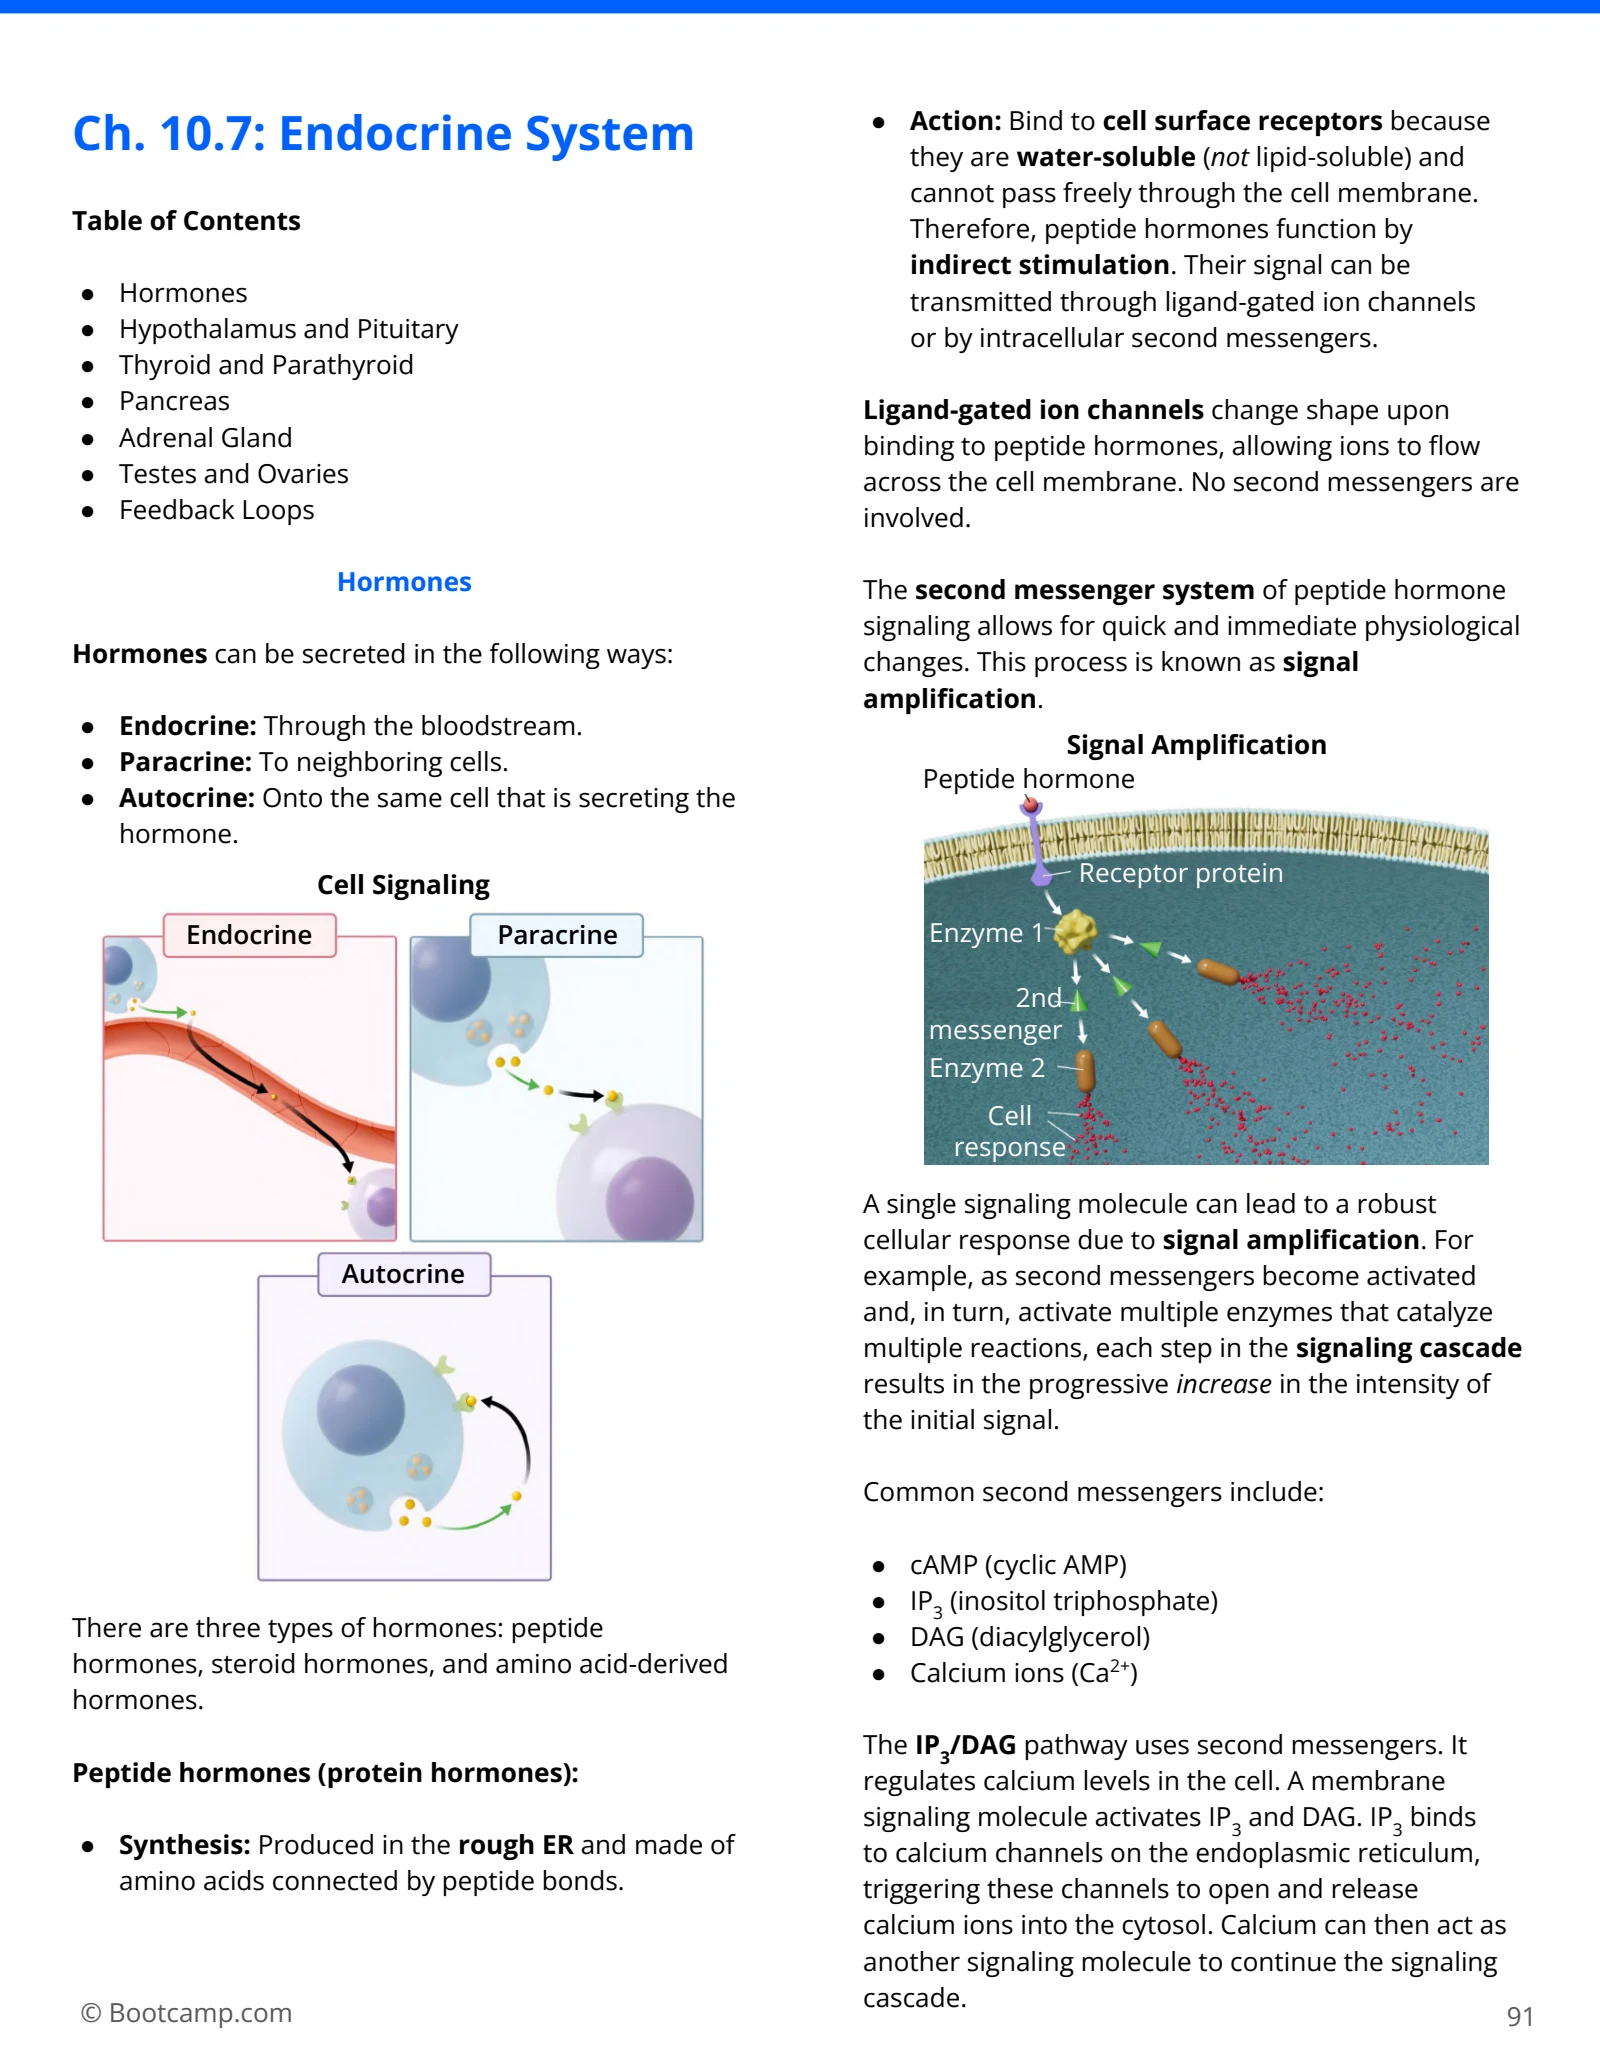 Ch. 10.7: Endocrine System
Table of Contents
● Hormones
● Hypothalamus and Pituitary
● Thyroid and Parathyroid
● Pancreas
● Adrenal Gland
● Testes and Ovaries
● Feedback Loops
Hormones
Hormones can be secreted in the following ways:
● Endocrine: Through the bloodstream.
● Paracrine: To neighboring cells.
● Autocrine: Onto the same cell that is secreting the
hormone.
Cell Signaling
Endocrine
Paracrine
Autocrine
There are three types of hormones: peptide
hormones, steroid hormones, and amino acid-derived
hormones.
Peptide hormones (protein hormones):
● Synthesis: Produced in the rough ER and made of
amino acids connected by peptide bonds.
● Action: Bind to cell surface receptors because
they are water-soluble (not lipid-soluble) and
cannot pass freely through the cell membrane.
Therefore, peptide hormones function by
indirect stimulation. Their signal can be
transmitted through ligand-gated ion channels
or by intracellular second messengers.
Ligand-gated ion channels change shape upon
binding to peptide hormones, allowing ions to flow
across the cell membrane. No second messengers are
involved.
The second messenger system of peptide hormone
signaling allows for quick and immediate physiological
changes. This process is known as signal
amplification.
Signal Amplification
Peptide hormone
Receptor protein
Enzyme 1
2nd
messenger
Enzyme 2
Cell
response
A single signaling molecule can lead to a robust
cellular response due to signal amplification. For
example, as second messengers become activated
and, in turn, activate multiple enzymes that catalyze
multiple reactions, each step in the signaling cascade
results in the progressive increase in the intensity of
the initial signal.
Common second messengers include:
● cAMP (cyclic AMP)
● IP₃ (inositol triphosphate)
● DAG (diacylglycerol)
● Calcium ions (Ca²⁺)
The IP₃/DAG pathway uses second messengers. It
regulates calcium levels in the cell. A membrane
signaling molecule activates IP₃ and DAG. IP₃ binds
to calcium channels on the endoplasmic reticulum,
triggering these channels to open and release
calcium ions into the cytosol. Calcium can then act as
another signaling molecule to continue the signaling
cascade.
© Bootcamp.com
91